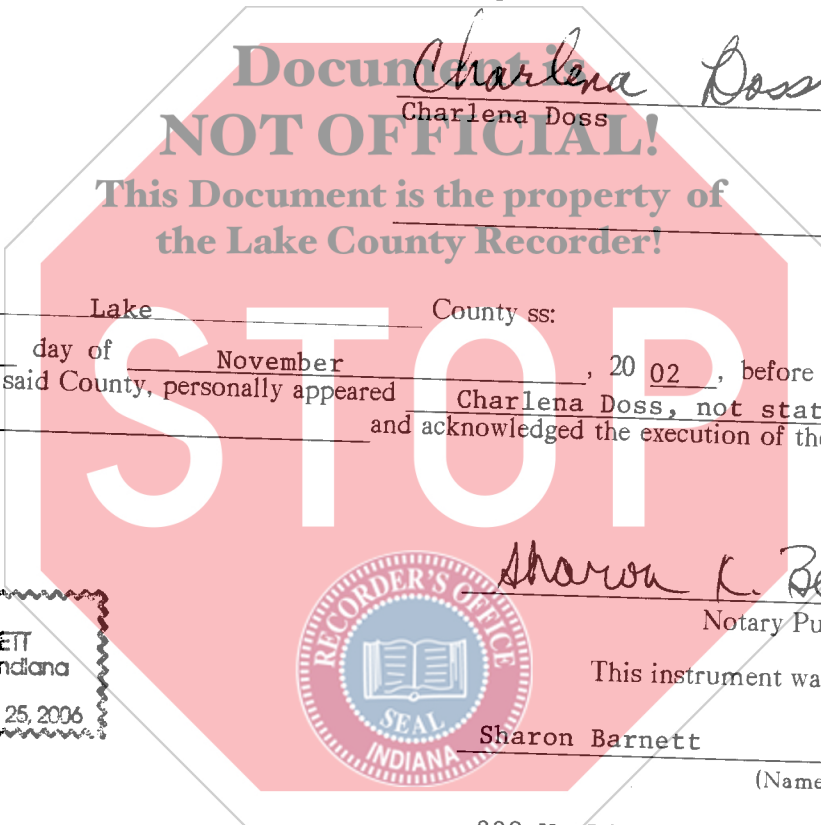 Document is
Charlena Doss
Charlena Doss
NOT OFFICIAL!
This Document is the property of
the Lake County Recorder!
Lake County ss:
day of November , 20 02 , before
said County, personally appeared Charlena Doss, not stat
and acknowledged the execution of the
STOP
Sharon K. Be
Notary Pu
RECORDER'S OFFICE
SEAL
INDIANA
ETT
ndiana
25, 2006
This instrument wa
Sharon Barnett
(Name